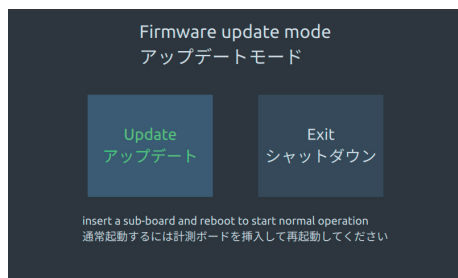 Firmware update mode
アップデートモード
Update
アップデート
Exit
シャットダウン
insert a sub-board and reboot to start normal operation
通常起動するには計測ボードを挿入して再起動してください